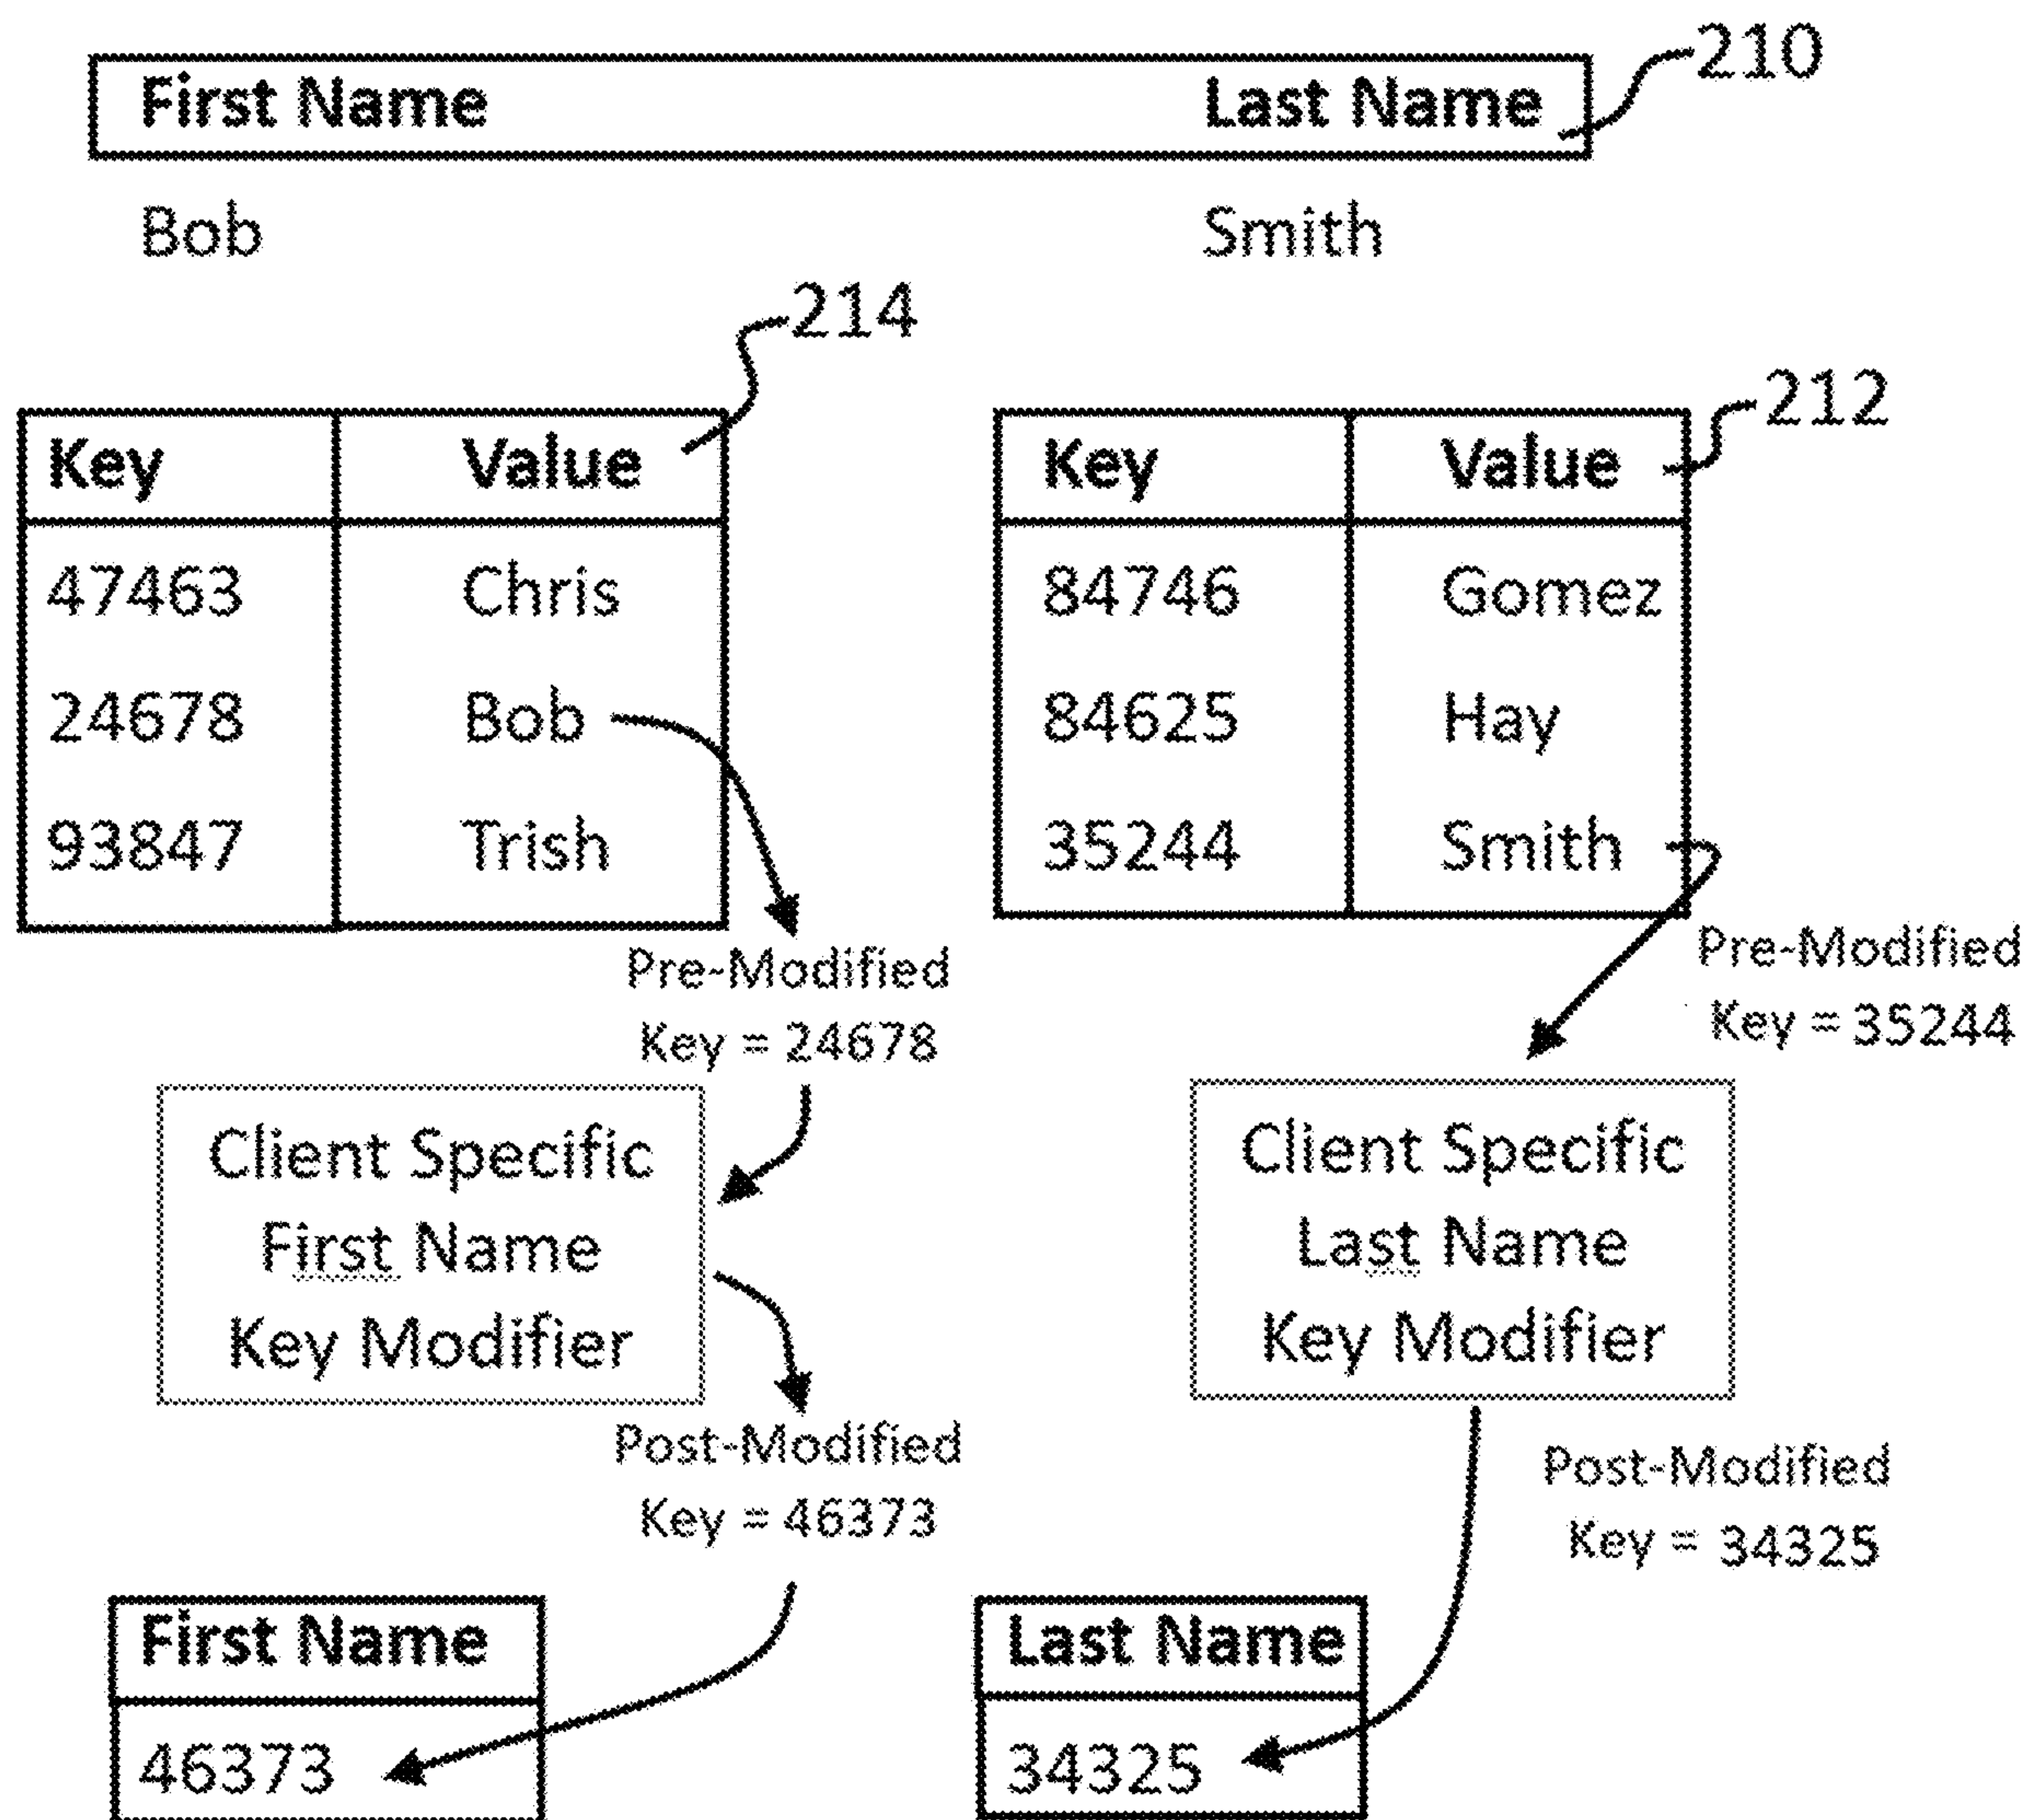 210
First Name Last Name
Bob Smith
214
212
Key Value
47463 Chris
24678 Bob
93847 Trish
Key Value
84746 Gomez
84625 Hay
35244 Smith
Pre-Modified
Key = 24678
Pre-Modified
Key = 35244
Client Specific
First Name
Key Modifier
Client Specific
Last Name
Key Modifier
Post-Modified
Key = 46373
Post-Modified
Key = 34325
First Name
46373
Last Name
34325